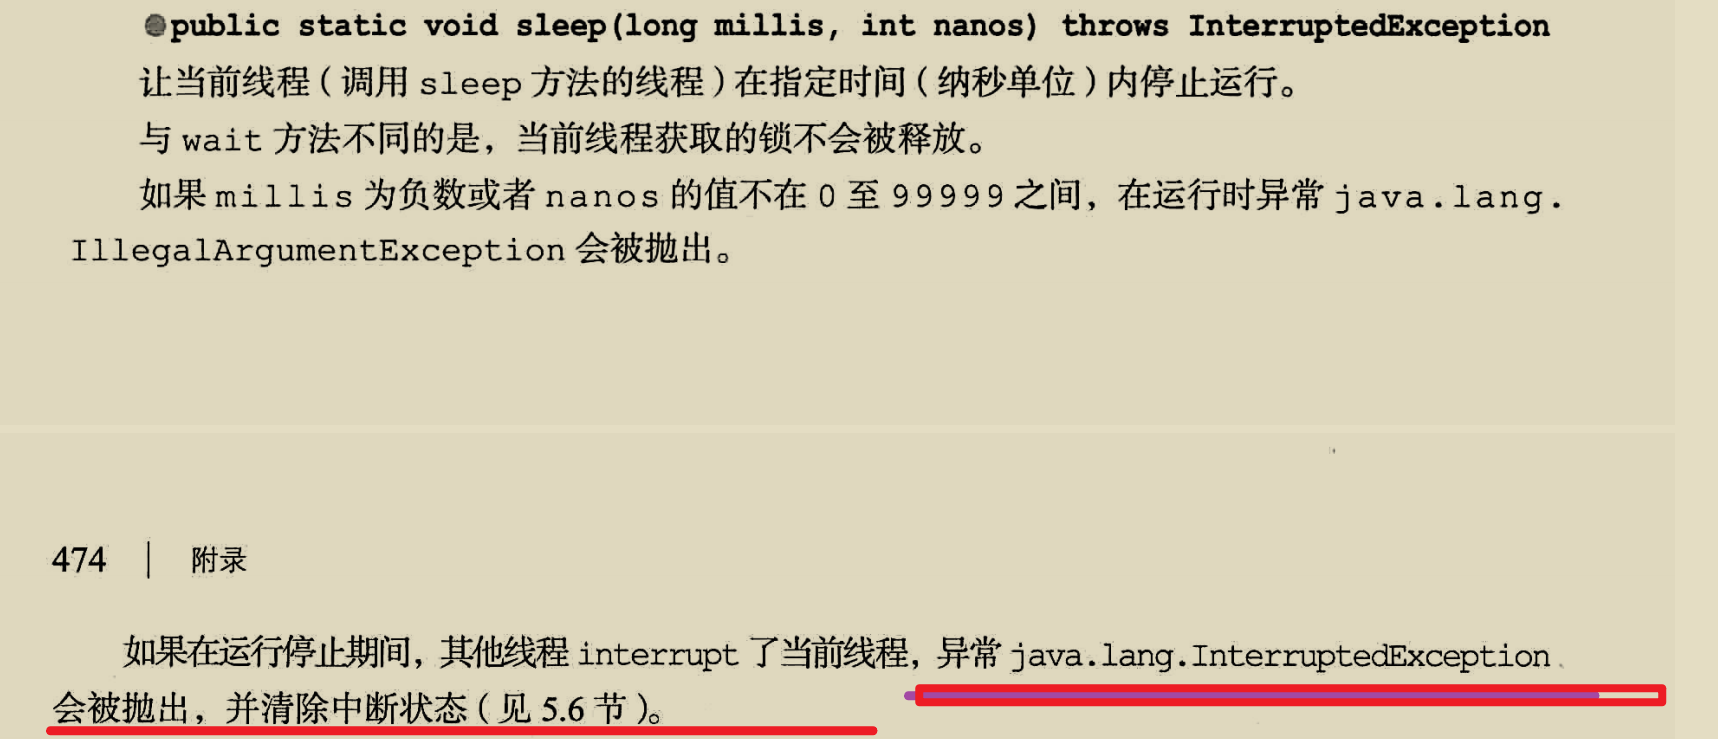 ●public static void sleep(long millis, int nanos) throws InterruptedException
让当前线程(调用 sleep 方法的线程)在指定时间(纳秒单位)内停止运行。
与 wait 方法不同的是，当前线程获取的锁不会被释放。
如果 millis 为负数或者 nanos 的值不在 0 至 99999 之间，在运行时异常 java.lang.
IllegalArgumentException 会被抛出。
474 | 附录
如果在运行停止期间，其他线程 interrupt 了当前线程，异常 java.lang.InterruptedException
会被抛出，并清除中断状态(见 5.6 节)。